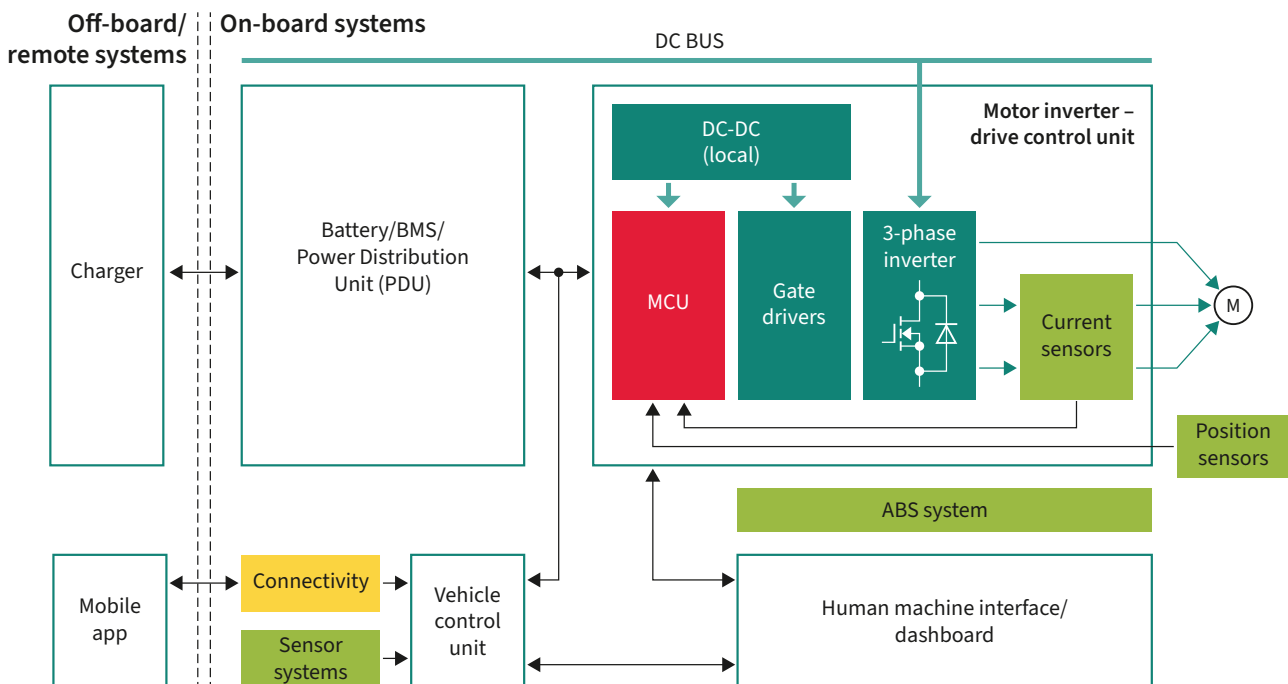 Off-board/
remote systems
On-board systems
DC BUS
Charger
Battery/BMS/
Power Distribution
Unit (PDU)
Motor inverter –
drive control unit
DC-DC
(local)
MCU
Gate
drivers
3-phase
inverter
Current
sensors
M
Position
sensors
ABS system
Mobile
app
Connectivity
Sensor
systems
Vehicle
control
unit
Human machine interface/
dashboard